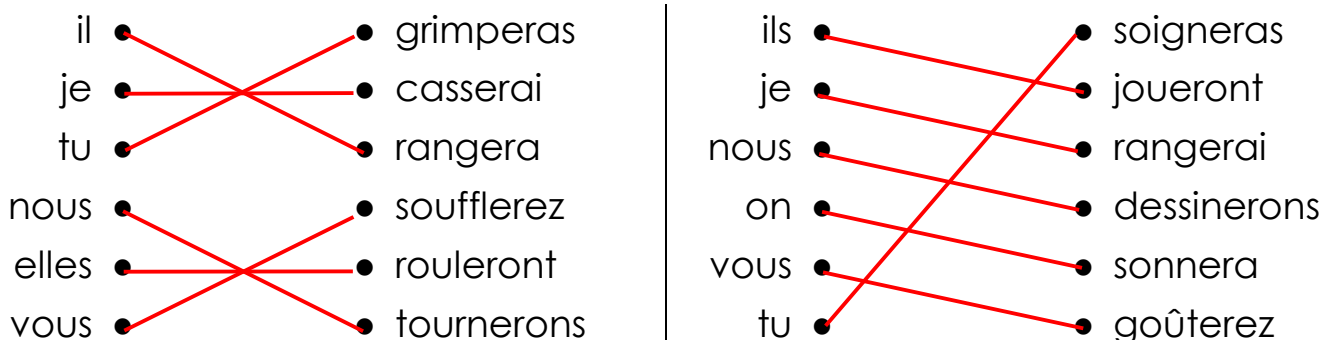 il grimperas
je casserai
tu rangera
nous soufflerez
elles rouleront
vous tournerons
ils soigneras
je joueront
nous rangerai
on dessinerons
vous sonnera
tu goûterez